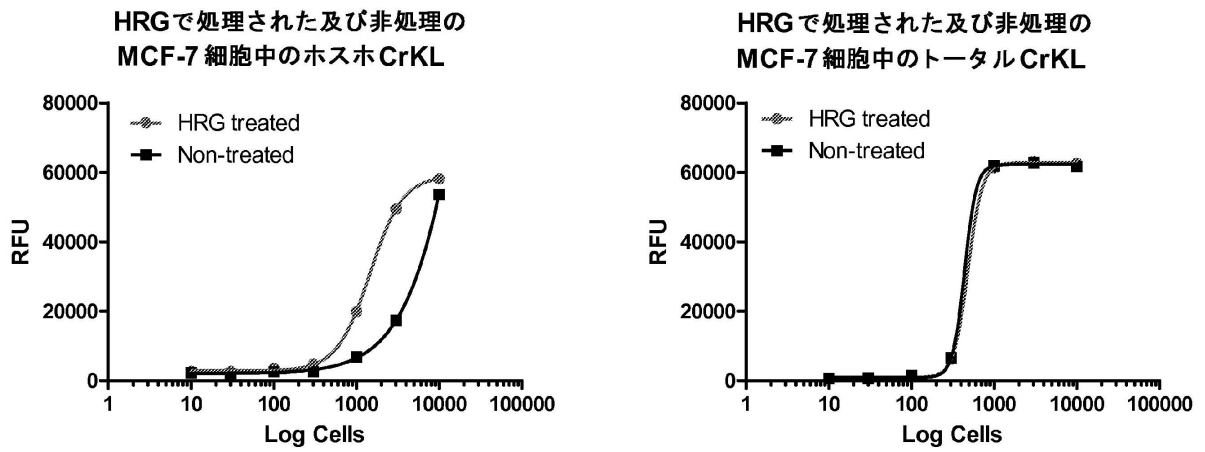 HRGで処理された及び非処理の
MCF-7 細胞中のホスホCrKL
80000
60000
40000
20000
0
RFU
HRG treated
Non-treated
1
10
100
1000
10000
100000
Log Cells
HRGで処理された及び非処理の
MCF-7 細胞中のトータルCrKL
80000
60000
40000
20000
0
RFU
HRG treated
Non-treated
1
10
100
1000
10000
100000
Log Cells